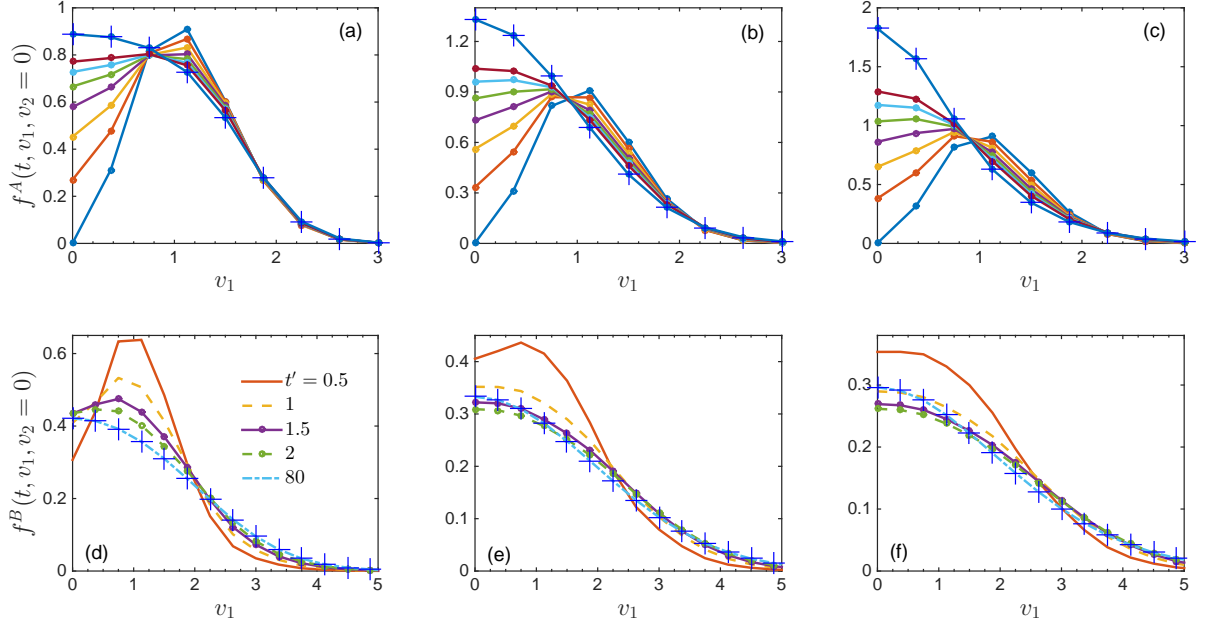 f^A(t, v_1, v_2 = 0)
1
0.8
0.6
0.4
0.2
0
(a)
0 1 2 3
v_1
1.2
0.9
0.6
0.3
0
(b)
0 1 2 3
v_1
2
1.5
1
0.5
0
(c)
0 1 2 3
v_1
f^B(t, v_1, v_2 = 0)
0.6
0.4
0.2
0
t′ = 0.5
1
1.5
2
80
(d)
0 1 2 3 4 5
v_1
0.4
0.3
0.2
0.1
0
(e)
0 1 2 3 4 5
v_1
0.3
0.2
0.1
0
(f)
0 1 2 3 4 5
v_1